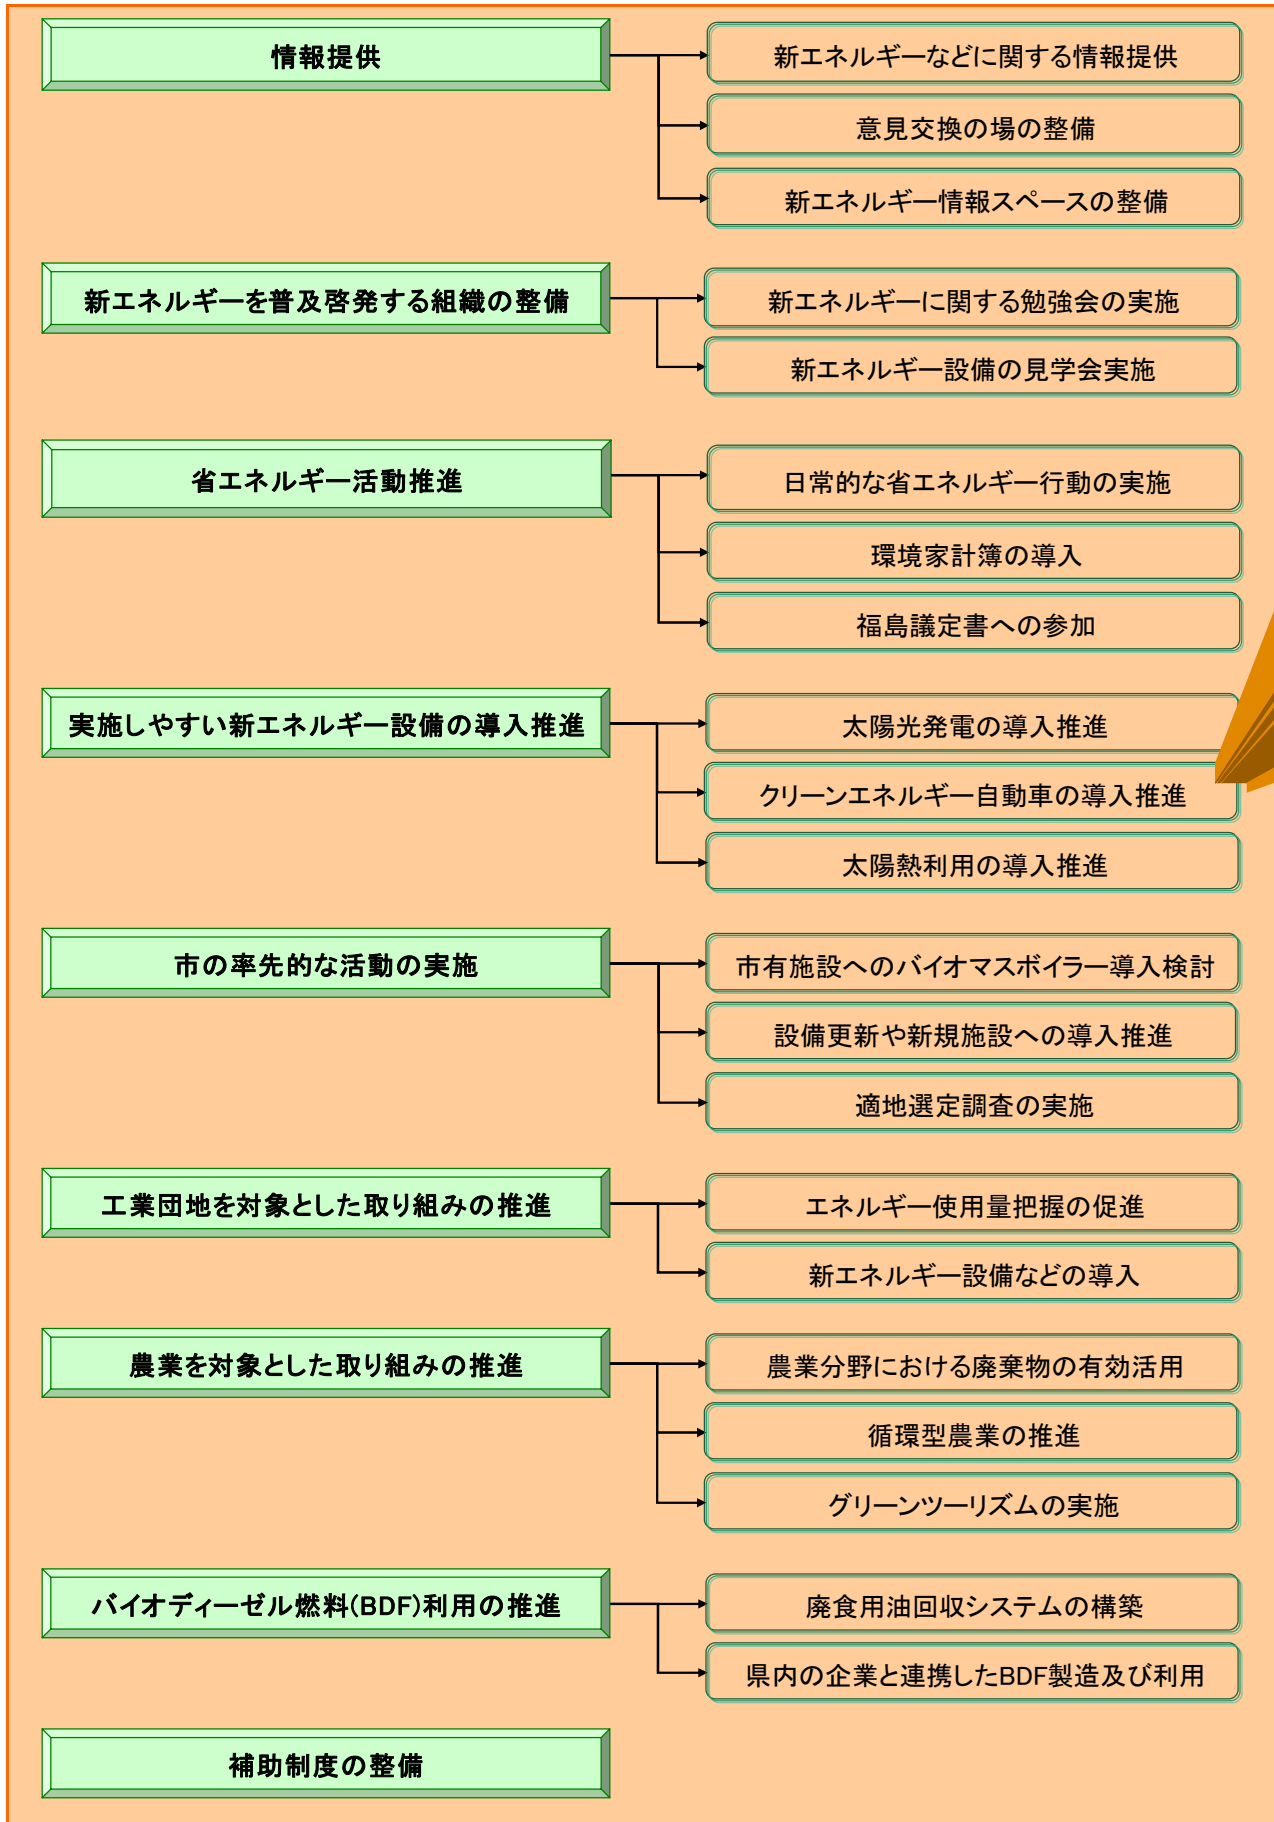 情報提供
新エネルギーなどに関する情報提供
意見交換の場の整備
新エネルギー情報スペースの整備
新エネルギーを普及啓発する組織の整備
新エネルギーに関する勉強会の実施
新エネルギー設備の見学会実施
省エネルギー活動推進
日常的な省エネルギー行動の実施
環境家計簿の導入
福島議定書への参加
実施しやすい新エネルギー設備の導入推進
太陽光発電の導入推進
クリーンエネルギー自動車の導入推進
太陽熱利用の導入推進
市の率先的な活動の実施
市有施設へのバイオマスボイラー導入検討
設備更新や新規施設への導入推進
適地選定調査の実施
工業団地を対象とした取り組みの推進
エネルギー使用量把握の促進
新エネルギー設備などの導入
農業を対象とした取り組みの推進
農業分野における廃棄物の有効活用
循環型農業の推進
グリーンツーリズムの実施
バイオディーゼル燃料(BDF)利用の推進
廃食用油回収システムの構築
県内の企業と連携したBDF製造及び利用
補助制度の整備